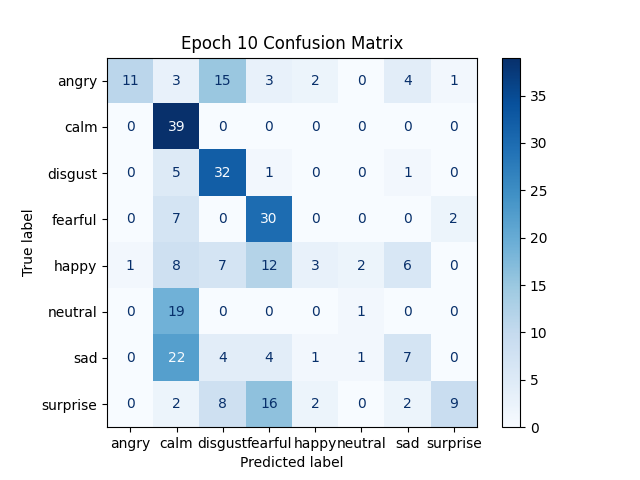 Epoch 10 Confusion Matrix
angry 11 3 15 3 2 0 4 1
calm 0 39 0 0 0 0 0 0
disgust 0 5 32 1 0 0 1 0
fearful 0 7 0 30 0 0 0 2
happy 1 8 7 12 3 2 6 0
neutral 0 19 0 0 0 1 0 0
sad 0 22 4 4 1 1 7 0
surprise 0 2 8 16 2 0 2 9
angry calm disgust fearful happy neutral sad surprise
Predicted label
True label
35
30
25
20
15
10
5
0